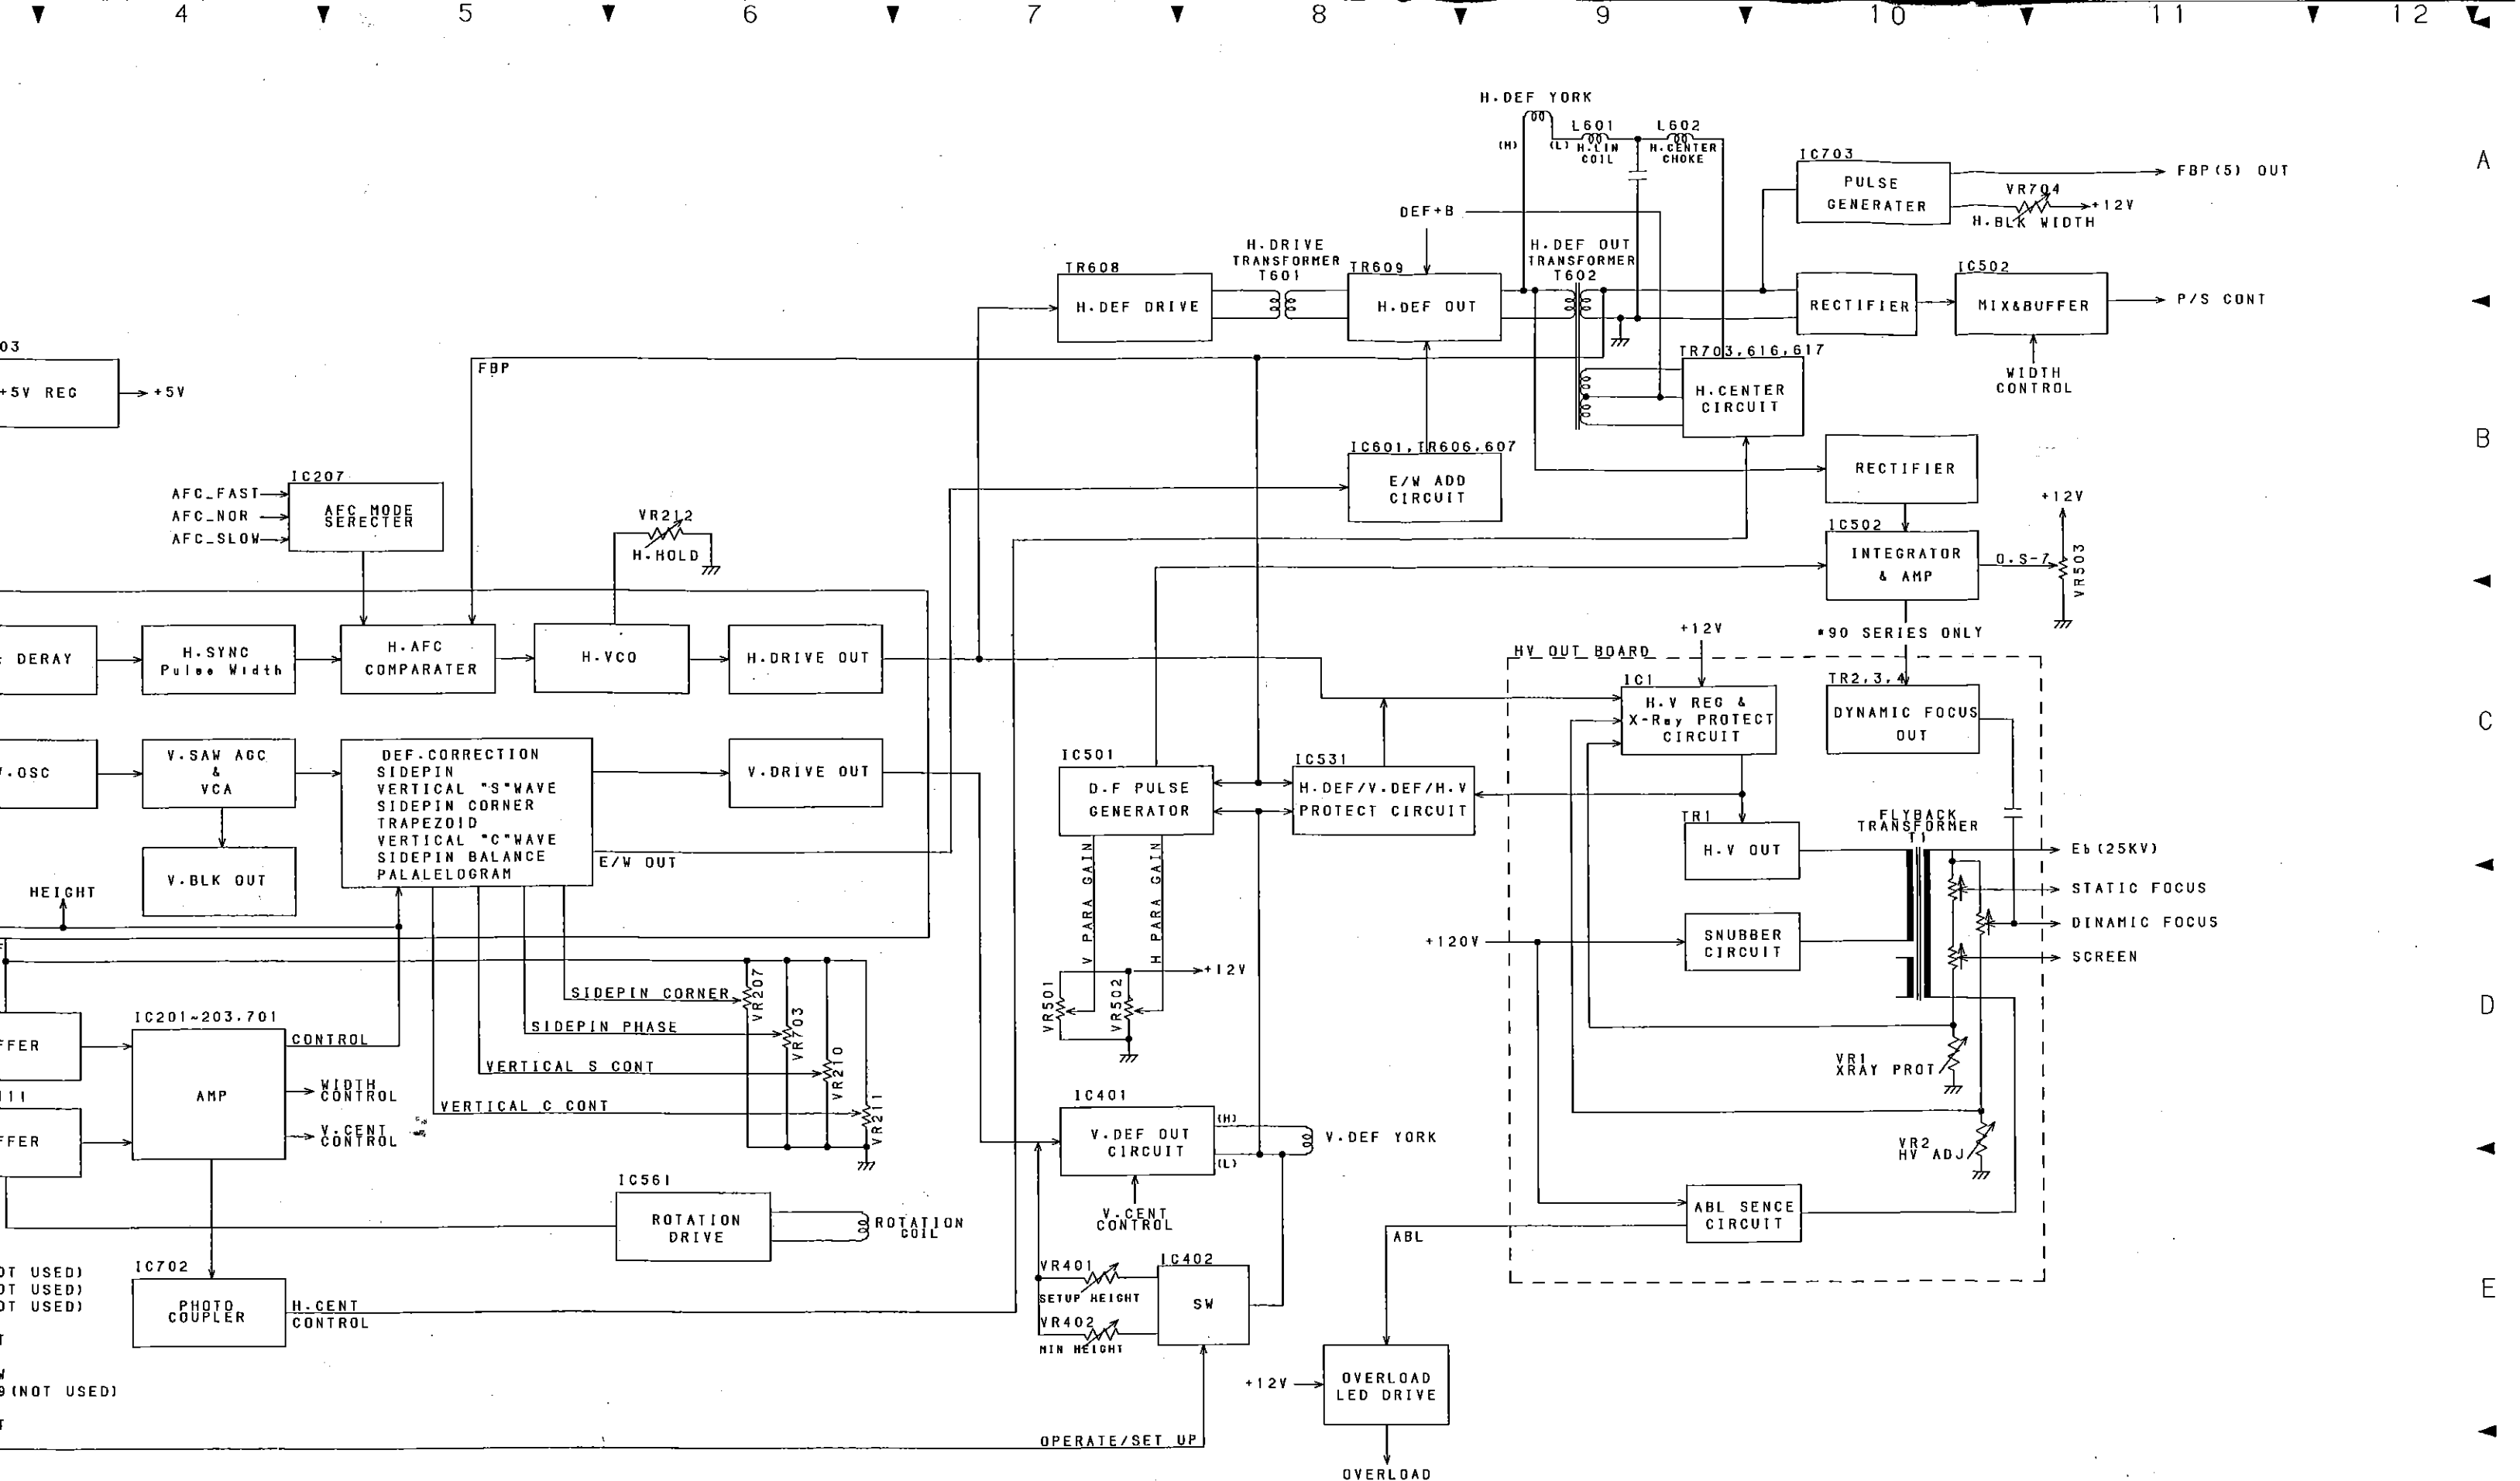 4 5 6 7 8 9 10 11 12
A
B
C
D
E
H.DEF YORK
L601
L602
(H)
(L)
H.LIN
COIL
H.CENTER
CHOKE
IC703
PULSE
GENERATER
FBP(5) OUT
VR704
+12V
H.BLK WIDTH
DEF+B
H.DRIVE
TRANSFORMER
T601
H.DEF OUT
TRANSFORMER
T602
TR608
H.DEF DRIVE
TR609
H.DEF OUT
RECTIFIER
IC502
MIX&BUFFER
P/S CONT
WIDTH
CONTROL
03
+5V REG
+5V
FBP
TR703,616,617
H.CENTER
CIRCUIT
IC601,TR606,607
E/W ADD
CIRCUIT
RECTIFIER
IC207
AFC_FAST
AFC_NOR
AFC_SLOW
AFC MODE
SERECTER
VR212
H.HOLD
IC502
INTEGRATOR
& AMP
O.S-7
+12V
VR503
*90 SERIES ONLY
DERAY
H.SYNC
Pulse Width
H.AFC
COMPARATER
H.VCO
H.DRIVE OUT
HV OUT BOARD
+12V
IC1
H.V REG &
X-Ray PROTECT
CIRCUIT
TR2,3,4
DYNAMIC FOCUS
OUT
V.OSC
V.SAW AGC
&
VCA
DEF.CORRECTION
SIDEPIN
VERTICAL "S"WAVE
SIDEPIN CORNER
TRAPEZOID
VERTICAL "C"WAVE
SIDEPIN BALANCE
PALALELOGRAM
V.DRIVE OUT
E/W OUT
V.BLK OUT
HEIGHT
IC501
D.F PULSE
GENERATOR
IC531
H.DEF/V.DEF/H.V
PROTECT CIRCUIT
V PARA GAIN
H PARA GAIN
+12V
VR501
VR502
TR1
H.V OUT
FLYBACK
TRANSFORMER
T1
Eb(25KV)
STATIC FOCUS
DINAMIC FOCUS
SCREEN
+120V
SNUBBER
CIRCUIT
VR1
XRAY PROT
VR2
HV ADJ
ABL SENCE
CIRCUIT
ABL
SIDEPIN CORNER
VR207
SIDEPIN PHASE
VR703
VERTICAL S CONT
VR210
VERTICAL C CONT
VR211
FFER
111
FFER
IC201~203,701
AMP
CONTROL
WIDTH
CONTROL
V.CENT
CONTROL
IC401
V.DEF OUT
CIRCUIT
(H)
(L)
V.DEF YORK
V.CENT
CONTROL
IC561
ROTATION
DRIVE
ROTATION
COIL
OT USED)
OT USED)
OT USED)
T
W
9(NOT USED)
T
IC702
PHOTO
COUPLER
H.CENT
CONTROL
VR401
SETUP HEIGHT
VR402
MIN HEIGHT
IC402
SW
OPERATE/SET UP
+12V
OVERLOAD
LED DRIVE
OVERLOAD